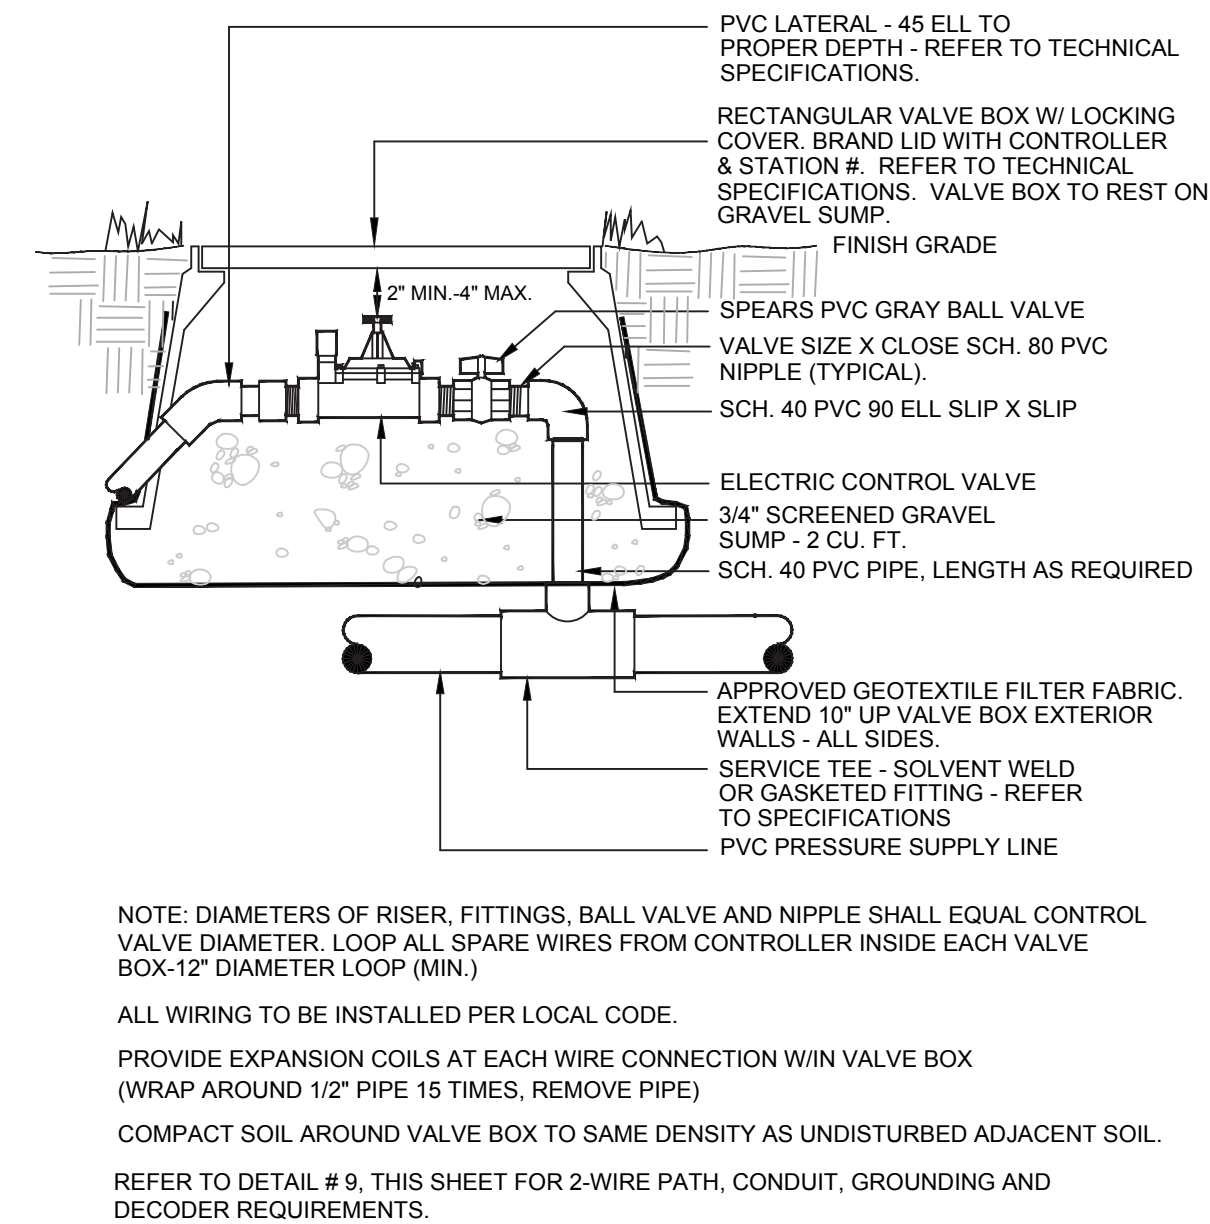 PVC LATERAL - 45 ELL TO
PROPER DEPTH - REFER TO TECHNICAL
SPECIFICATIONS.
RECTANGULAR VALVE BOX W/ LOCKING
COVER. BRAND LID WITH CONTROLLER
& STATION #. REFER TO TECHNICAL
SPECIFICATIONS. VALVE BOX TO REST ON
GRAVEL SUMP.
FINISH GRADE
2" MIN.-4" MAX.
SPEARS PVC GRAY BALL VALVE
VALVE SIZE X CLOSE SCH. 80 PVC
NIPPLE (TYPICAL).
SCH. 40 PVC 90 ELL SLIP X SLIP
ELECTRIC CONTROL VALVE
3/4" SCREENED GRAVEL
SUMP - 2 CU. FT.
SCH. 40 PVC PIPE, LENGTH AS REQUIRED
APPROVED GEOTEXTILE FILTER FABRIC.
EXTEND 10" UP VALVE BOX EXTERIOR
WALLS - ALL SIDES.
SERVICE TEE - SOLVENT WELD
OR GASKETED FITTING - REFER
TO SPECIFICATIONS
PVC PRESSURE SUPPLY LINE
NOTE: DIAMETERS OF RISER, FITTINGS, BALL VALVE AND NIPPLE SHALL EQUAL CONTROL
VALVE DIAMETER. LOOP ALL SPARE WIRES FROM CONTROLLER INSIDE EACH VALVE
BOX-12" DIAMETER LOOP (MIN.)
ALL WIRING TO BE INSTALLED PER LOCAL CODE.
PROVIDE EXPANSION COILS AT EACH WIRE CONNECTION W/IN VALVE BOX
(WRAP AROUND 1/2" PIPE 15 TIMES, REMOVE PIPE)
COMPACT SOIL AROUND VALVE BOX TO SAME DENSITY AS UNDISTURBED ADJACENT SOIL.
REFER TO DETAIL # 9, THIS SHEET FOR 2-WIRE PATH, CONDUIT, GROUNDING AND
DECODER REQUIREMENTS.